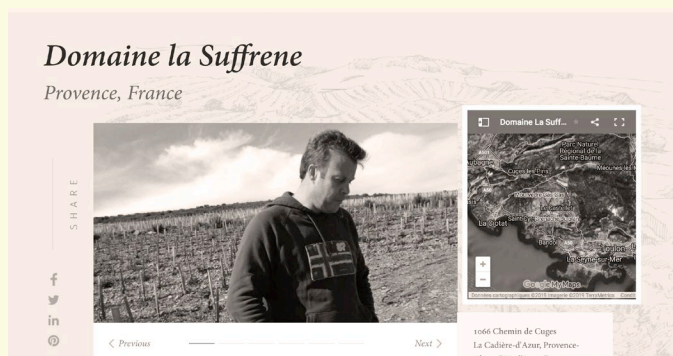 Domaine la Suffrene
Provence, France
SHARE
Domaine La Suff...
Parc Naturel
Régional de la
Sainte-Baume
Cuges-les-Pins
La Ciotat
Bandol
Toulon
La Seyne-sur-Mer
Google My Maps
Previous
Next
1066 Chemin de Cuges
La Cadière-d'Azur, Provence-